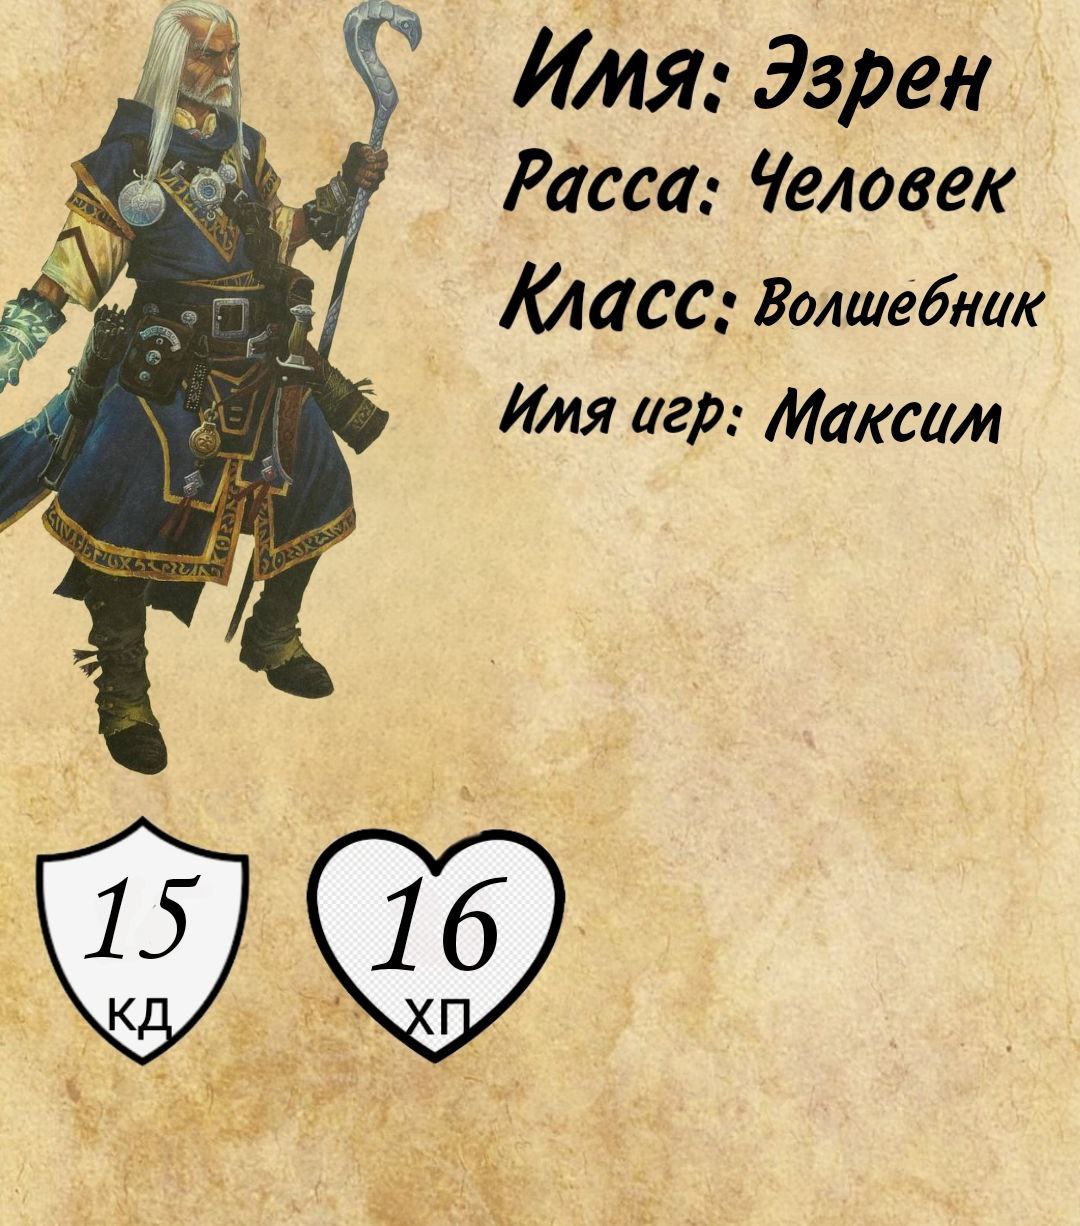 Имя: Эзрен
Расса: Человек
Класс: Волшебник
Имя игр: Максим
15
КД
16
ХП